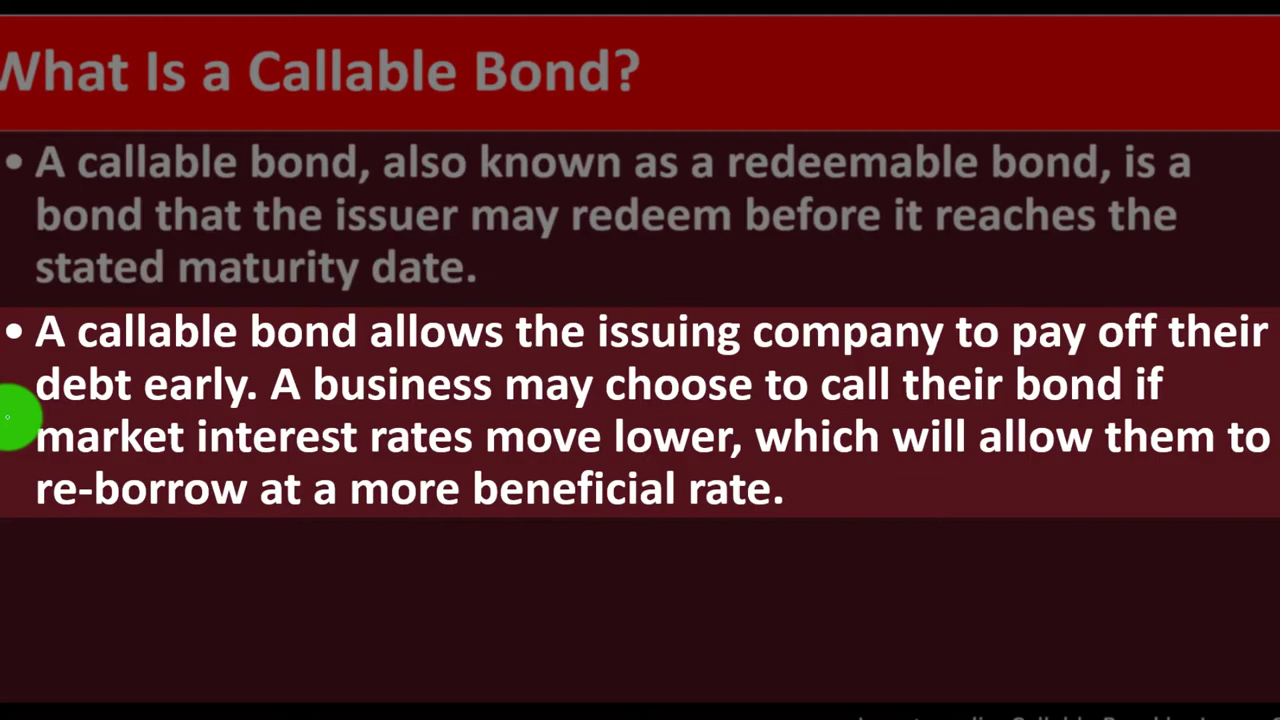 What Is a Callable Bond?
• A callable bond, also known as a redeemable bond, is a
bond that the issuer may redeem before it reaches the
stated maturity date.
• A callable bond allows the issuing company to pay off their
debt early. A business may choose to call their bond if
market interest rates move lower, which will allow them to
re-borrow at a more beneficial rate.